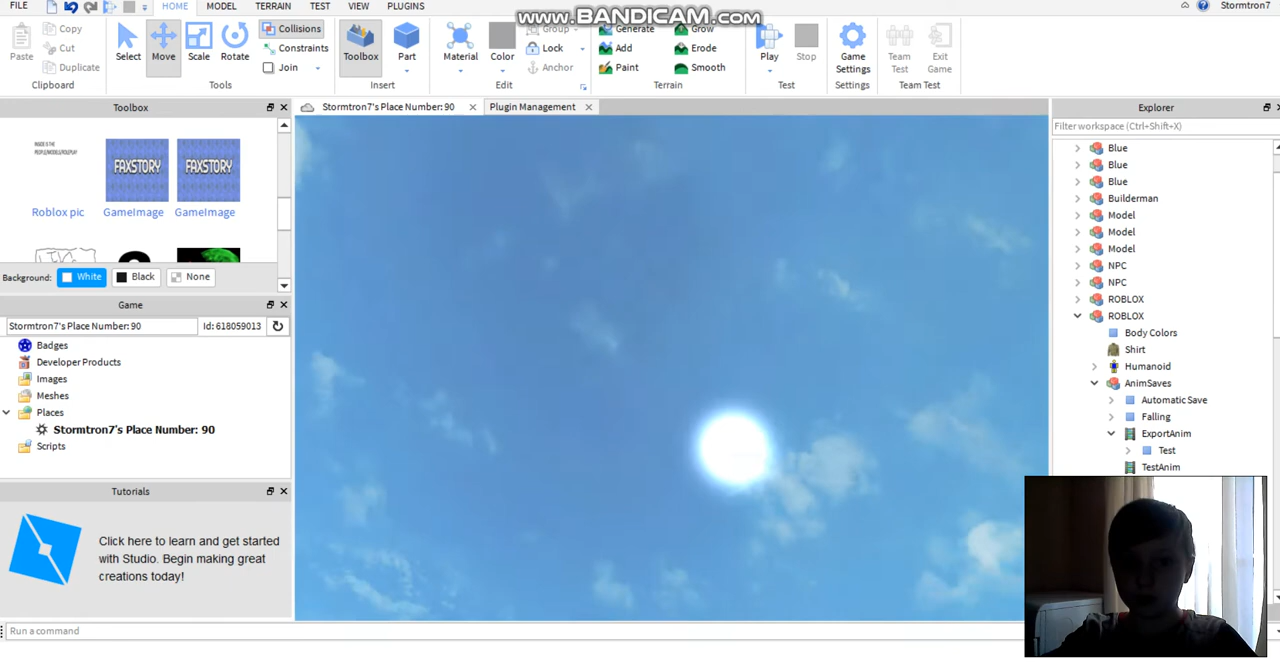 FILE HOME MODEL TERRAIN TEST VIEW PLUGINS
www.BANDICAM.com
Stormtron7
Paste Copy Cut Duplicate
Clipboard
Select Move Scale Rotate
Collisions
Constraints
Join
Tools
Toolbox Part
Insert
Material Color
Group
Lock
Anchor
Edit
Generate Grow
Add Erode
Paint Smooth
Terrain
Play Stop
Test
Game Settings
Settings
Team Test Exit Game
Team Test
Toolbox
Stormtron7's Place Number: 90
Plugin Management
Explorer
Filter workspace (Ctrl+Shift+X)
INSIDE IS THE
PEOPLE/MODELS/ROLEPLAY
FAXSTORY FAXSTORY
Roblox pic GameImage GameImage
Background: White Black None
Game
Stormtron7's Place Number: 90 Id: 618059013
Badges
Developer Products
Images
Meshes
Places
Stormtron7's Place Number: 90
Scripts
Tutorials
Click here to learn and get started
with Studio. Begin making great
creations today!
Run a command
Blue
Blue
Blue
Builderman
Model
Model
Model
NPC
NPC
ROBLOX
ROBLOX
Body Colors
Shirt
Humanoid
AnimSaves
Automatic Save
Falling
ExportAnim
Test
TestAnim